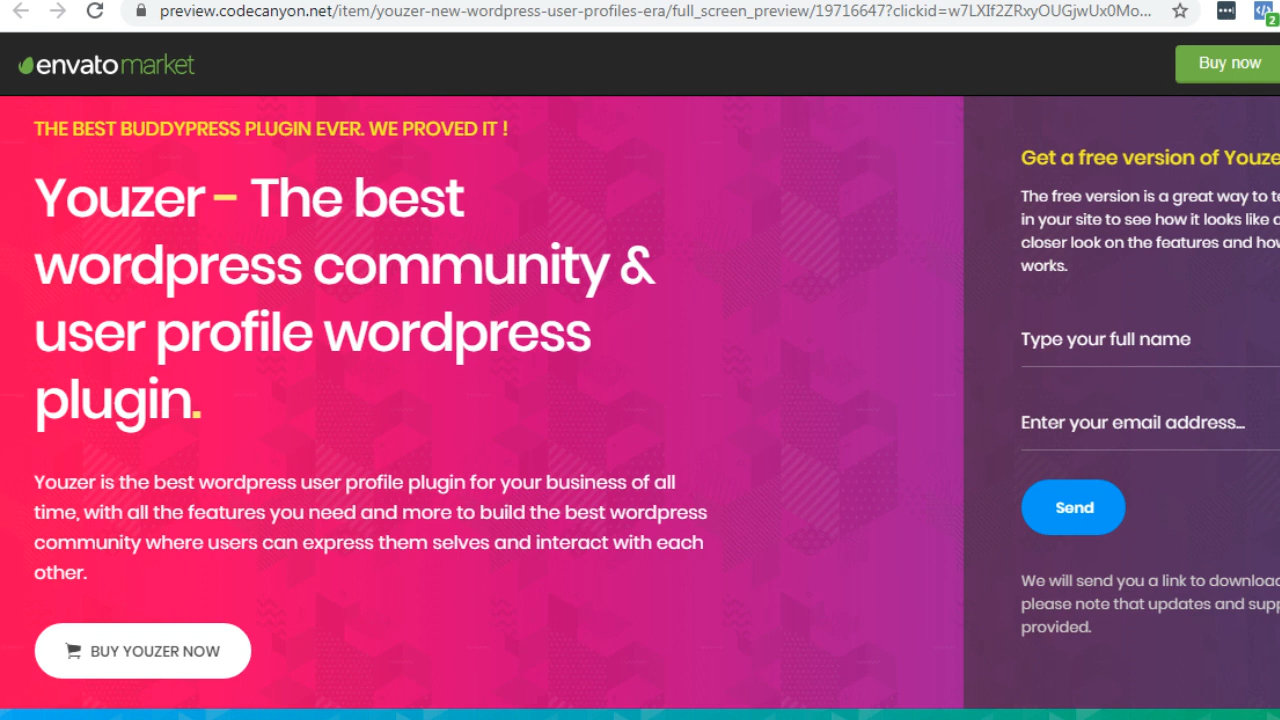 preview.codecanyon.net/item/youzer-new-wordpress-user-profiles-era/full_screen_preview/19716647?clickid=w7LXIf2ZRxyOUGjwUx0Mo...
2
envato market
Buy now
THE BEST BUDDYPRESS PLUGIN EVER. WE PROVED IT !
Youzer - The best
wordpress community &
user profile wordpress
plugin.
Youzer is the best wordpress user profile plugin for your business of all
time, with all the features you need and more to build the best wordpress
community where users can express them selves and interact with each
other.
BUY YOUZER NOW
Get a free version of Youze
The free version is a great way to te
in your site to see how it looks like
closer look on the features and how
works.
Type your full name
Enter your email address...
Send
We will send you a link to download
please note that updates and supp
provided.